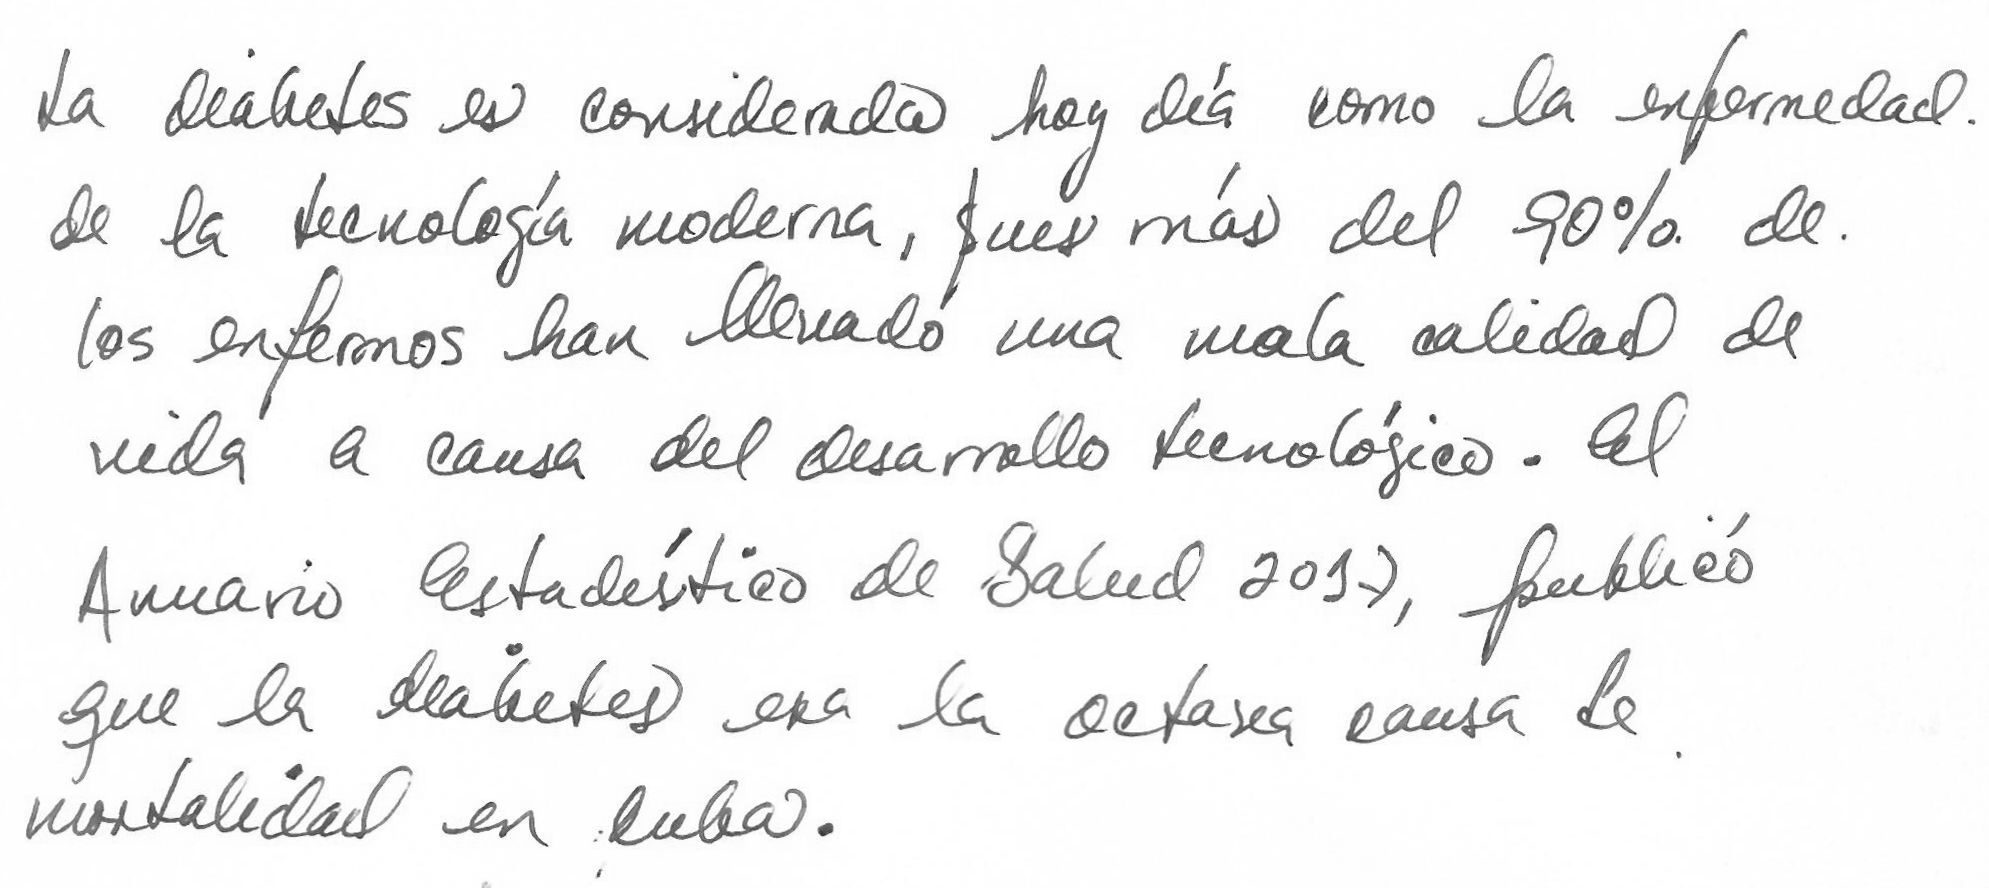 La diabetes es considerada hoy día como la enfermedad
de la tecnología moderna, pues más del 90% de
los enfermos han llevado una mala calidad de
vida a causa del desarrollo tecnológico. El
Anuario Estadístico de Salud 2017, publicó
que la diabetes era la octava causa de
mortalidad en Cuba.